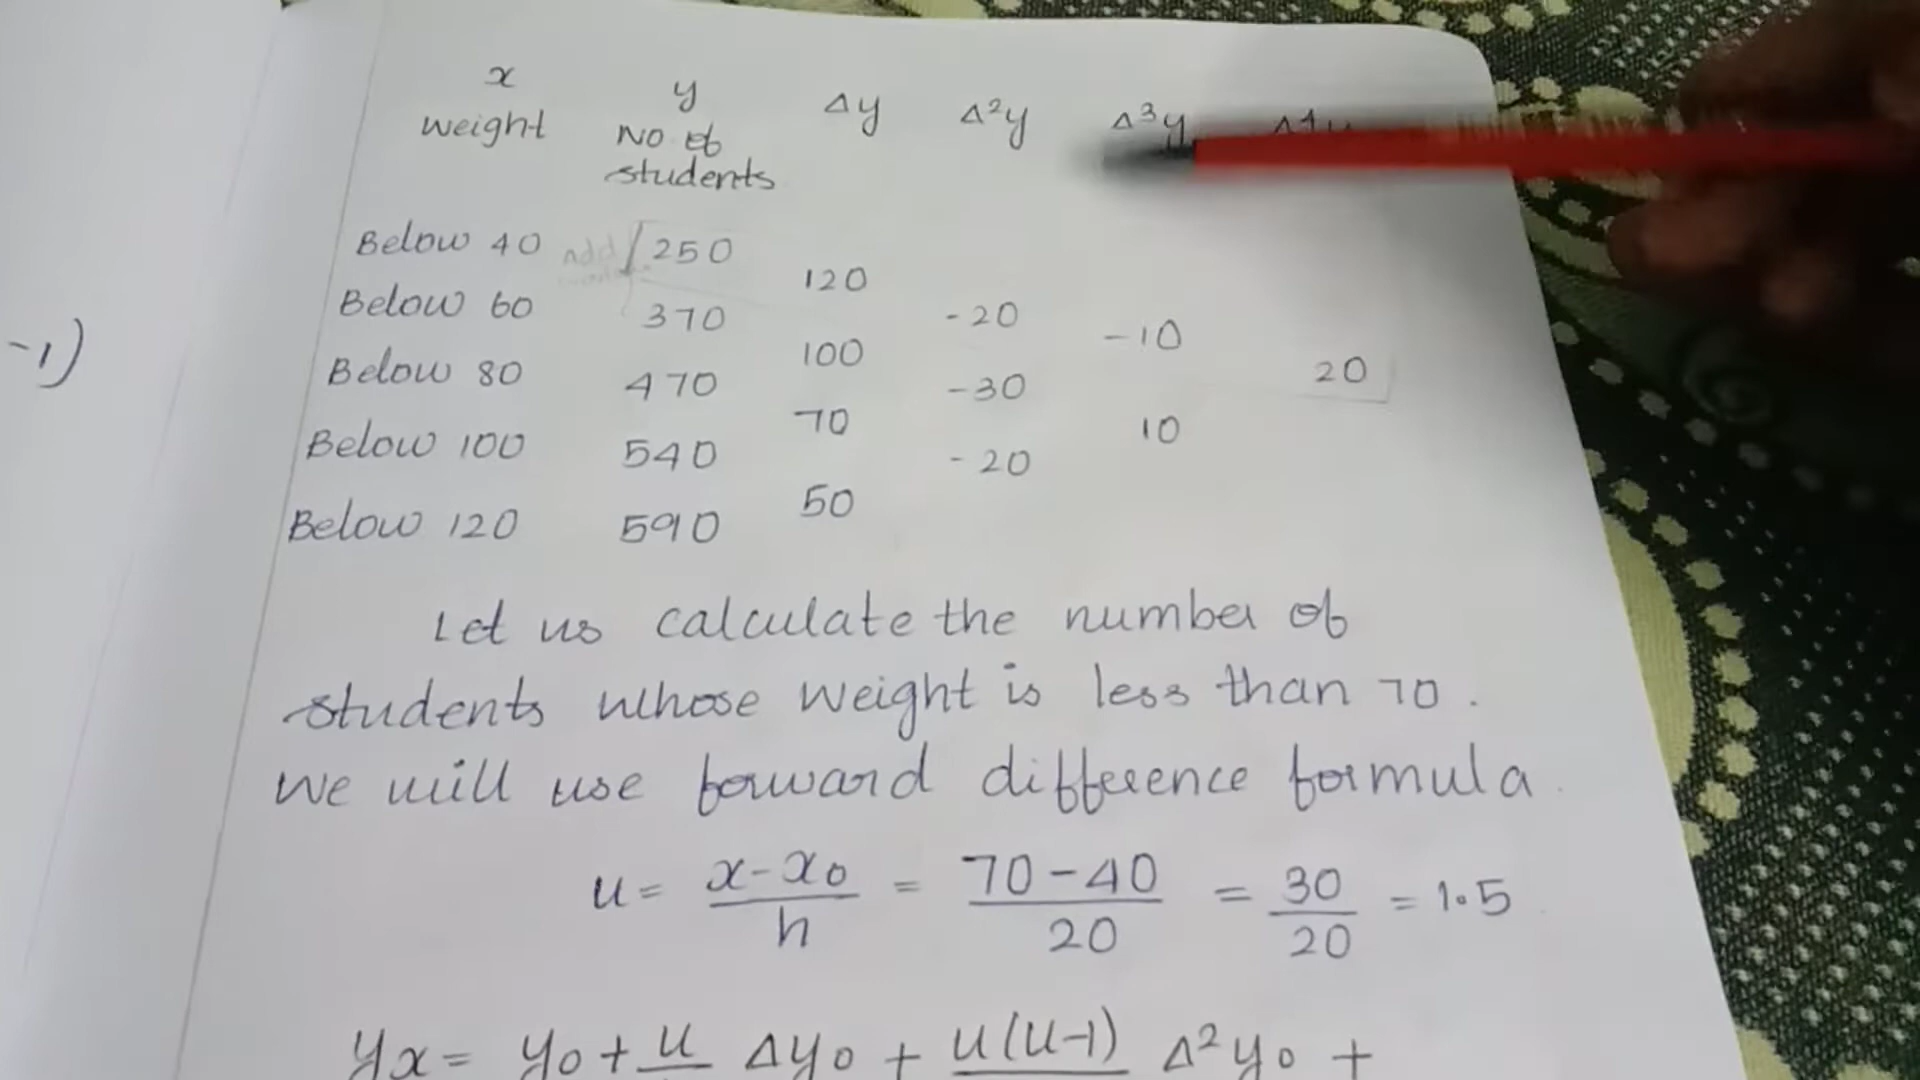 x y Δy Δ²y Δ³y Δ⁴y
weight No of students
Below 40 add 250
120
Below 60 370 -20 -10
100
Below 80 470 -30 20
70 10
Below 100 540 -20
50
Below 120 590
-1)
Let us calculate the number of
students whose weight is less than 70.
We will use forward difference formula.
u = x-x₀/h = 70-40/20 = 30/20 = 1.5
yx = y₀ + u Δy₀ + u(u-1) Δ²y₀ +